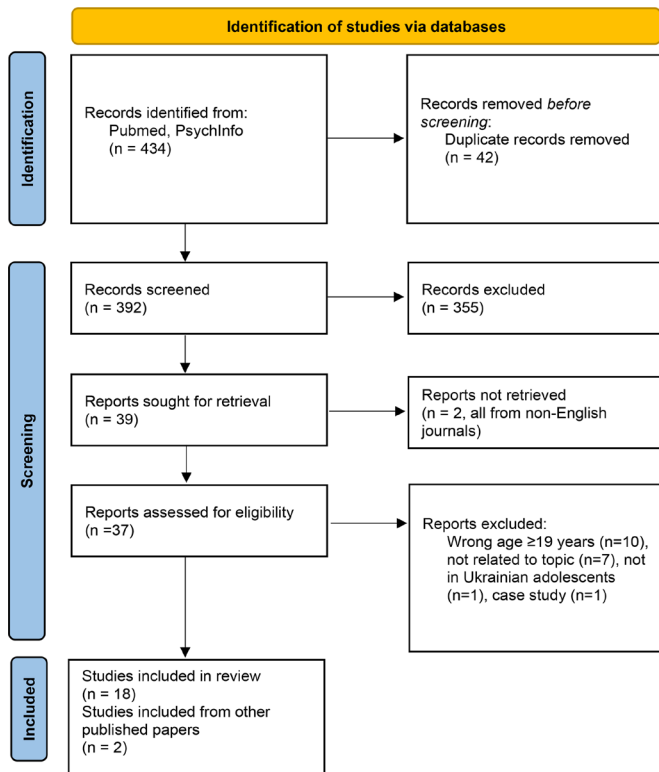 Identification of studies via databases
Identification
Records identified from:
Pubmed, PsychInfo
(n = 434)
Records removed before
screening:
Duplicate records removed
(n = 42)
Screening
Records screened
(n = 392)
Records excluded
(n = 355)
Reports sought for retrieval
(n = 39)
Reports not retrieved
(n = 2, all from non-English
journals)
Reports assessed for eligibility
(n =37)
Reports excluded:
Wrong age ≥19 years (n=10),
not related to topic (n=7), not
in Ukrainian adolescents
(n=1), case study (n=1)
Included
Studies included in review
(n = 18)
Studies included from other
published papers
(n = 2)